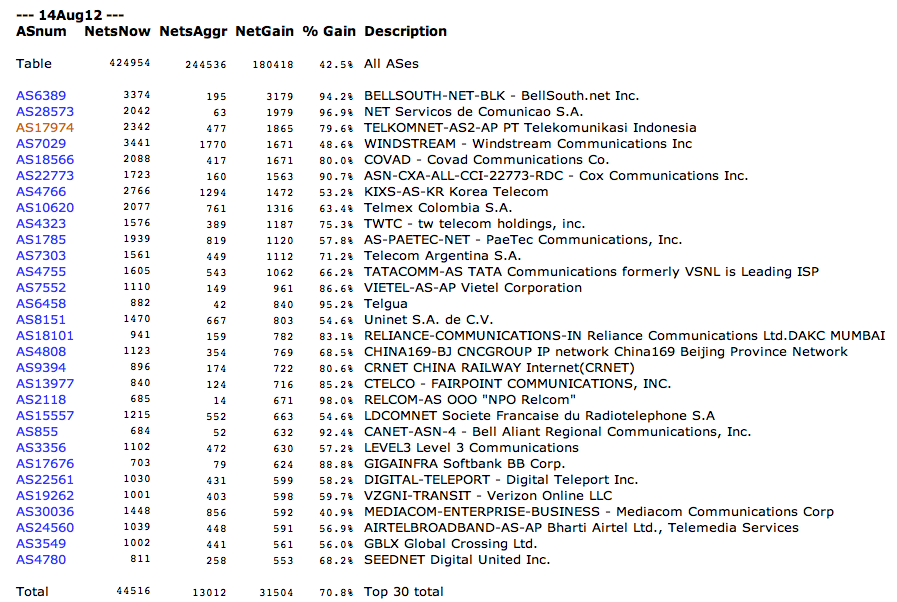 --- 14Aug12 ---
ASnum NetsNow NetsAggr NetGain % Gain Description
Table 424954 244536 180418 42.5% All ASes
AS6389 3374 195 3179 94.2% BELLSOUTH-NET-BLK - BellSouth.net Inc.
AS28573 2042 63 1979 96.9% NET Servicos de Comunicao S.A.
AS17974 2342 477 1865 79.6% TELKOMNET-AS2-AP PT Telekomunikasi Indonesia
AS7029 3441 1770 1671 48.6% WINDSTREAM - Windstream Communications Inc
AS18566 2088 417 1671 80.0% COVAD - Covad Communications Co.
AS22773 1723 160 1563 90.7% ASN-CXA-ALL-CCI-22773-RDC - Cox Communications Inc.
AS4766 2766 1294 1472 53.2% KIXS-AS-KR Korea Telecom
AS10620 2077 761 1316 63.4% Telmex Colombia S.A.
AS4323 1576 389 1187 75.3% TWTC - tw telecom holdings, inc.
AS1785 1939 819 1120 57.8% AS-PAETEC-NET - PaeTec Communications, Inc.
AS7303 1561 449 1112 71.2% Telecom Argentina S.A.
AS4755 1605 543 1062 66.2% TATACOMM-AS TATA Communications formerly VSNL is Leading ISP
AS7552 1110 149 961 86.6% VIETEL-AS-AP Vietel Corporation
AS6458 882 42 840 95.2% Telgua
AS8151 1470 667 803 54.6% Uninet S.A. de C.V.
AS18101 941 159 782 83.1% RELIANCE-COMMUNICATIONS-IN Reliance Communications Ltd.DAKC MUMBAI
AS4808 1123 354 769 68.5% CHINA169-BJ CNCGROUP IP network China169 Beijing Province Network
AS9394 896 174 722 80.6% CRNET CHINA RAILWAY Internet(CRNET)
AS13977 840 124 716 85.2% CTELCO - FAIRPOINT COMMUNICATIONS, INC.
AS2118 685 14 671 98.0% RELCOM-AS OOO "NPO Relcom"
AS15557 1215 552 663 54.6% LDCOMNET Societe Francaise du Radiotelephone S.A
AS855 684 52 632 92.4% CANET-ASN-4 - Bell Aliant Regional Communications, Inc.
AS3356 1102 472 630 57.2% LEVEL3 Level 3 Communications
AS17676 703 79 624 88.8% GIGAINFRA Softbank BB Corp.
AS22561 1030 431 599 58.2% DIGITAL-TELEPORT - Digital Teleport Inc.
AS19262 1001 403 598 59.7% VZGNI-TRANSIT - Verizon Online LLC
AS30036 1448 856 592 40.9% MEDIACOM-ENTERPRISE-BUSINESS - Mediacom Communications Corp
AS24560 1039 448 591 56.9% AIRTELBROADBAND-AS-AP Bharti Airtel Ltd., Telemedia Services
AS3549 1002 441 561 56.0% GBLX Global Crossing Ltd.
AS4780 811 258 553 68.2% SEEDNET Digital United Inc.
Total 44516 13012 31504 70.8% Top 30 total